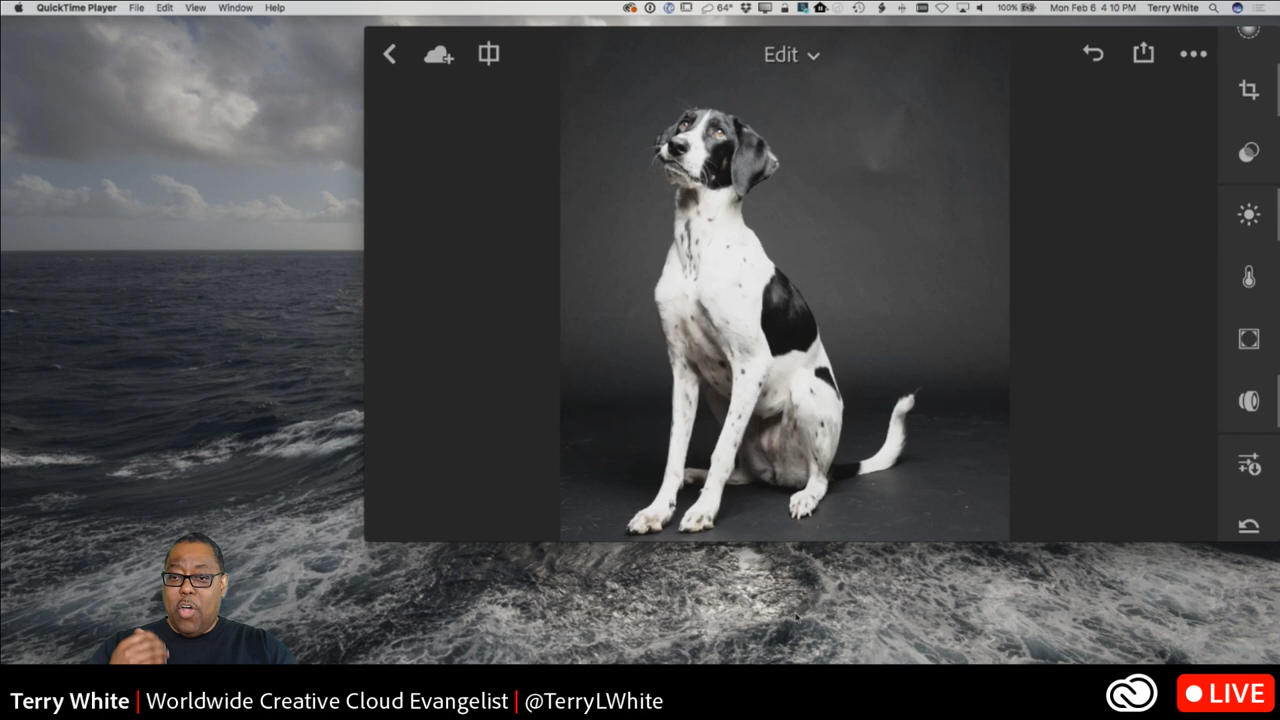 QuickTime Player File Edit View Window Help 64° 100% Mon Feb 6 4:10 PM Terry White
Edit
Terry White | Worldwide Creative Cloud Evangelist | @TerryLWhite
LIVE